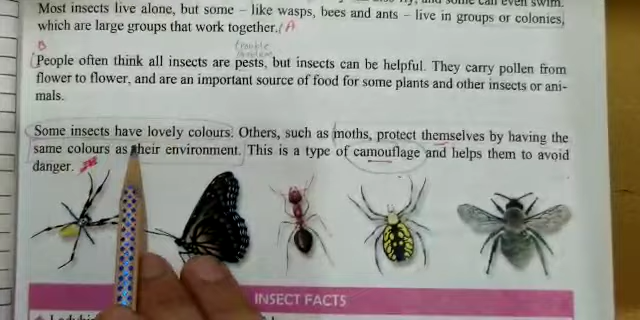 Most insects live alone, but some – like wasps, bees and ants – live in groups or colonies,
which are large groups that work together. A
B
trouble
People often think all insects are pests, but insects can be helpful. They carry pollen from
flower to flower, and are an important source of food for some plants and other insects or ani-
mals.
Some insects have lovely colours. Others, such as moths, protect themselves by having the
same colours as their environment. This is a type of camouflage and helps them to avoid
danger.
INSECT FACTS